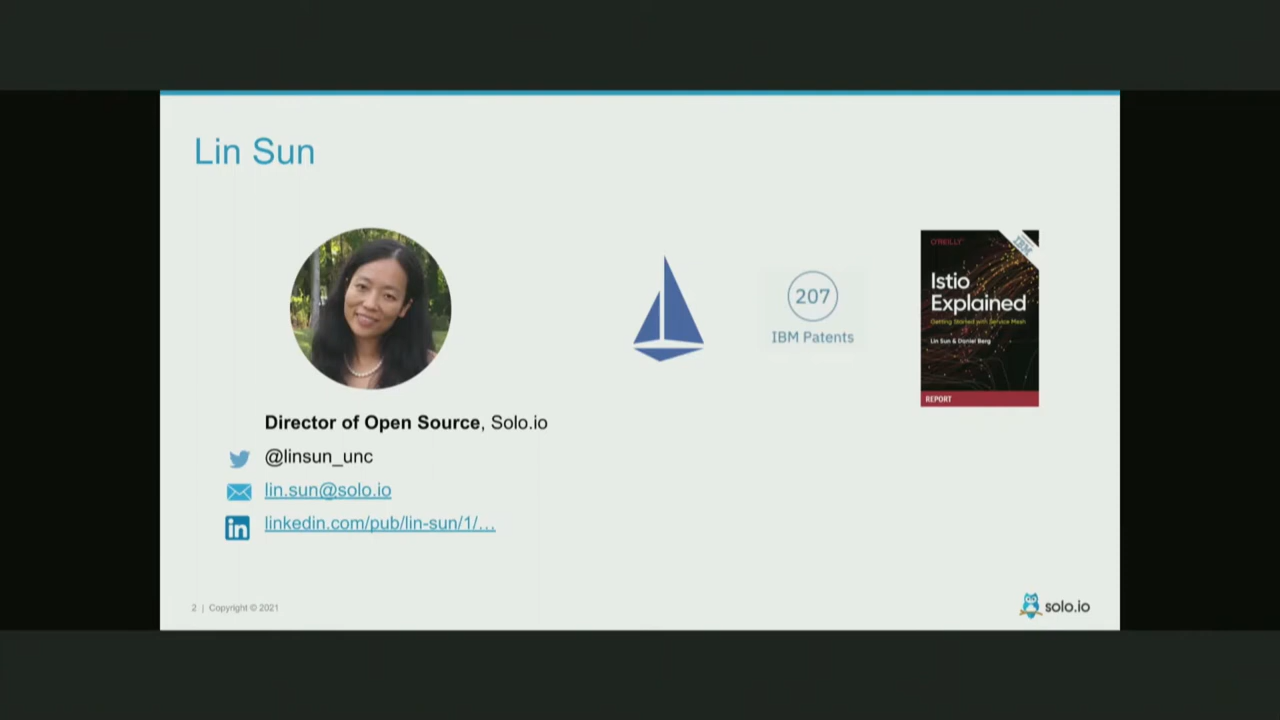 Lin Sun
207
IBM Patents
O'REILLY
IBM
Istio
Explained
Getting Started with Service Mesh
Lin Sun & Daniel Berg
REPORT
Director of Open Source, Solo.io
@linsun_unc
lin.sun@solo.io
in
linkedin.com/pub/lin-sun/1/…
2 | Copyright © 2021
solo.io